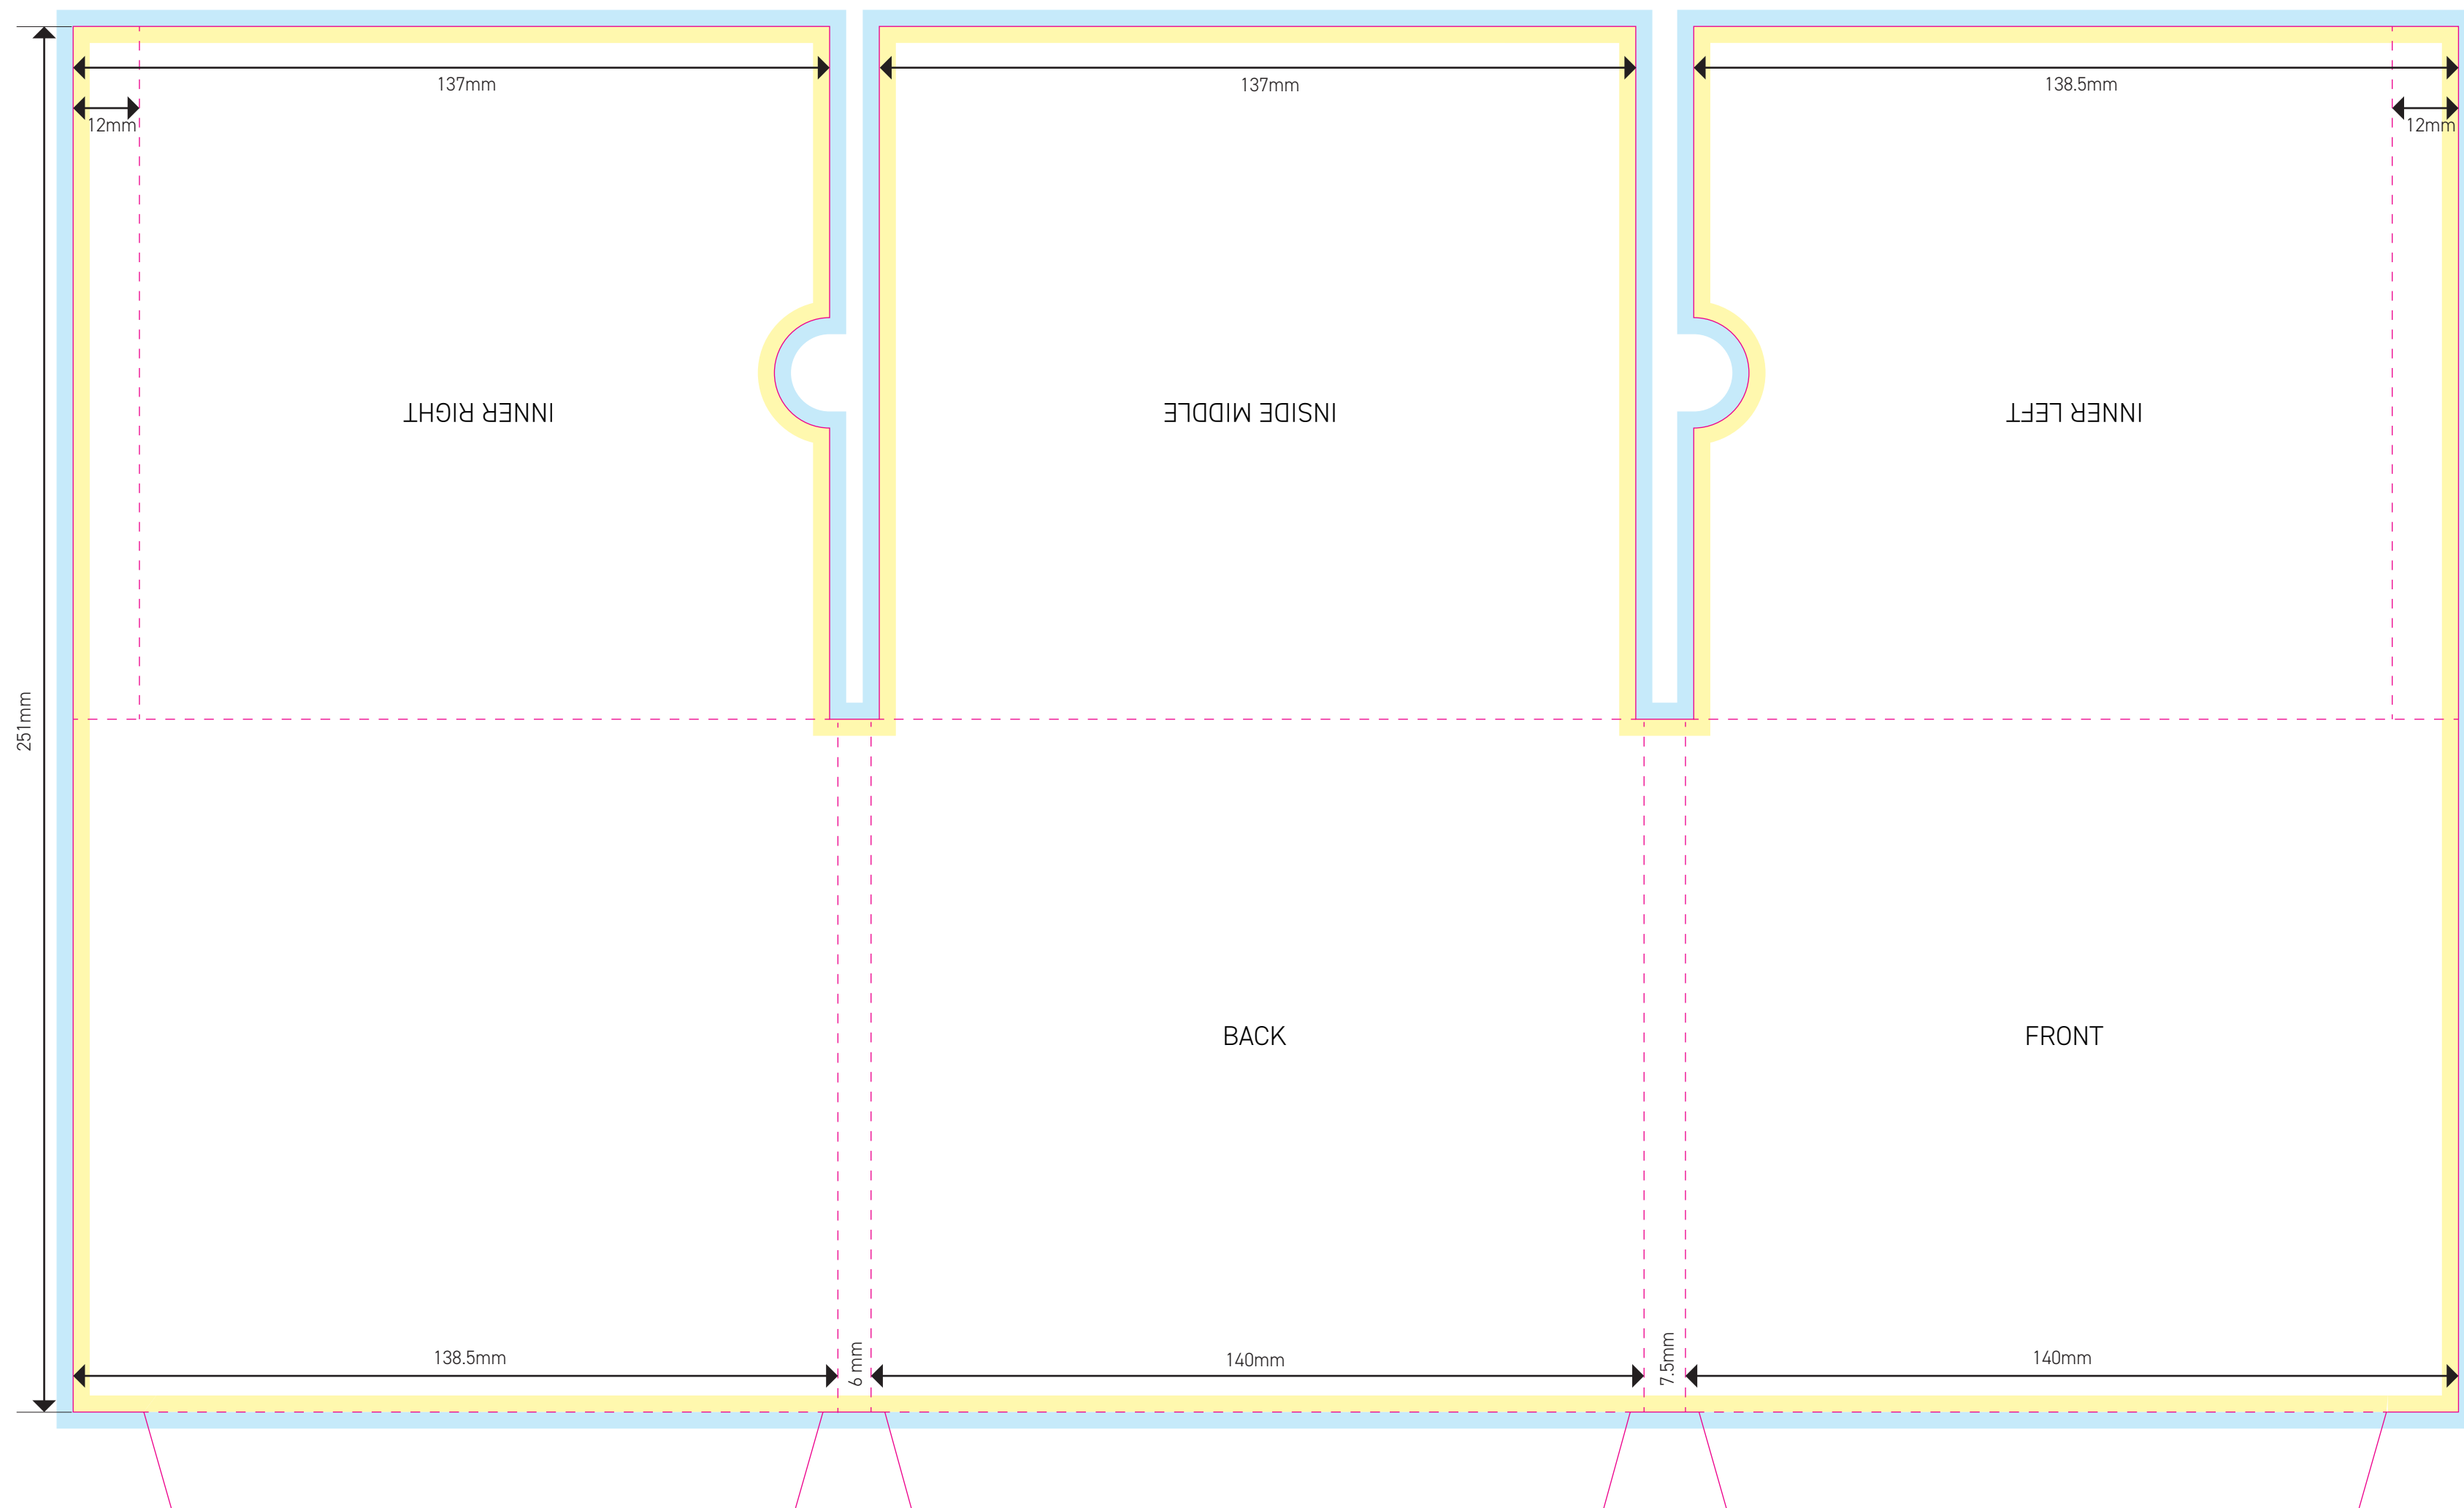 137mm
137mm
138.5mm
12mm
12mm
INNER RIGHT
INSIDE MIDDLE
INNER LEFT
251mm
BACK
FRONT
138.5mm
6 mm
140mm
7.5mm
140mm